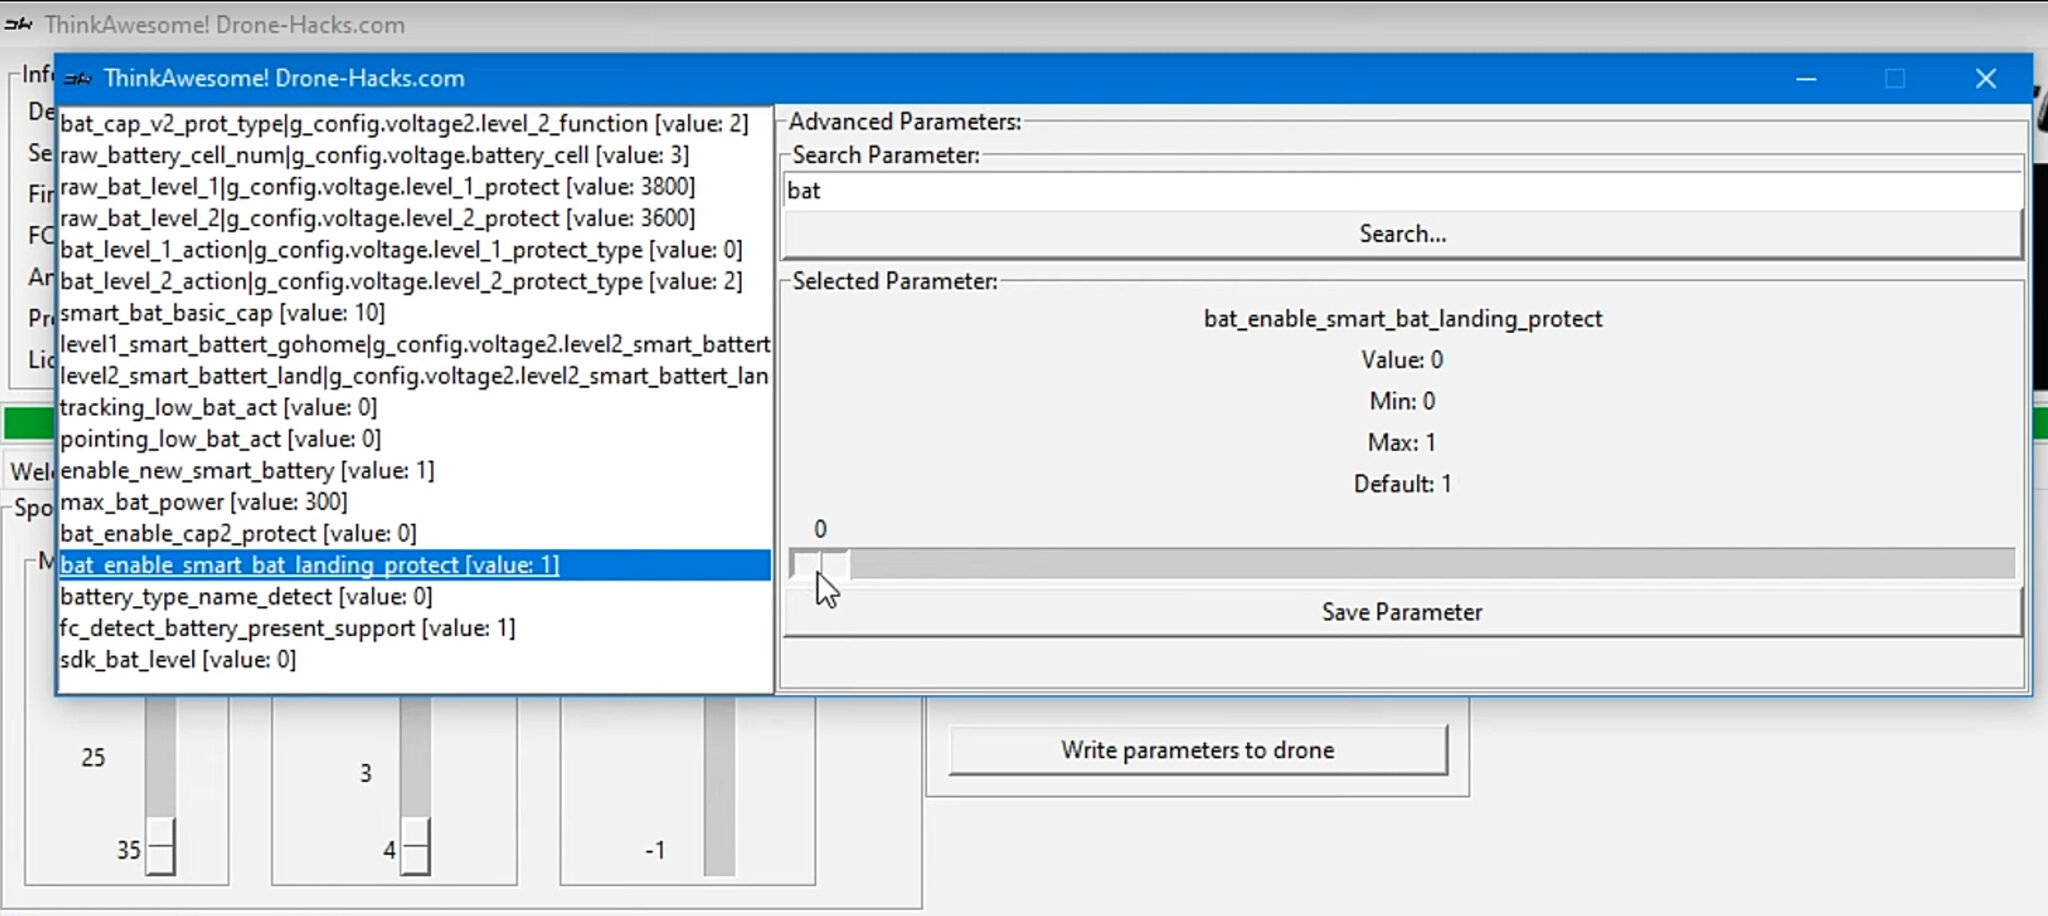 ThinkAwesome! Drone-Hacks.com
ThinkAwesome! Drone-Hacks.com
Inf
De
Se
Fir
FC
An
Pr
Lic
Wel
Spo
M
bat_cap_v2_prot_type|g_config.voltage2.level_2_function [value: 2]
raw_battery_cell_num|g_config.voltage.battery_cell [value: 3]
raw_bat_level_1|g_config.voltage.level_1_protect [value: 3800]
raw_bat_level_2|g_config.voltage.level_2_protect [value: 3600]
bat_level_1_action|g_config.voltage.level_1_protect_type [value: 0]
bat_level_2_action|g_config.voltage.level_2_protect_type [value: 2]
smart_bat_basic_cap [value: 10]
level1_smart_battert_gohome|g_config.voltage2.level2_smart_battert
level2_smart_battert_land|g_config.voltage2.level2_smart_battert_lan
tracking_low_bat_act [value: 0]
pointing_low_bat_act [value: 0]
enable_new_smart_battery [value: 1]
max_bat_power [value: 300]
bat_enable_cap2_protect [value: 0]
bat_enable_smart_bat_landing_protect [value: 1]
battery_type_name_detect [value: 0]
fc_detect_battery_present_support [value: 1]
sdk_bat_level [value: 0]
Advanced Parameters:
Search Parameter:
bat
Search...
Selected Parameter:
bat_enable_smart_bat_landing_protect
Value: 0
Min: 0
Max: 1
Default: 1
0
Save Parameter
25
35
3
4
-1
Write parameters to drone